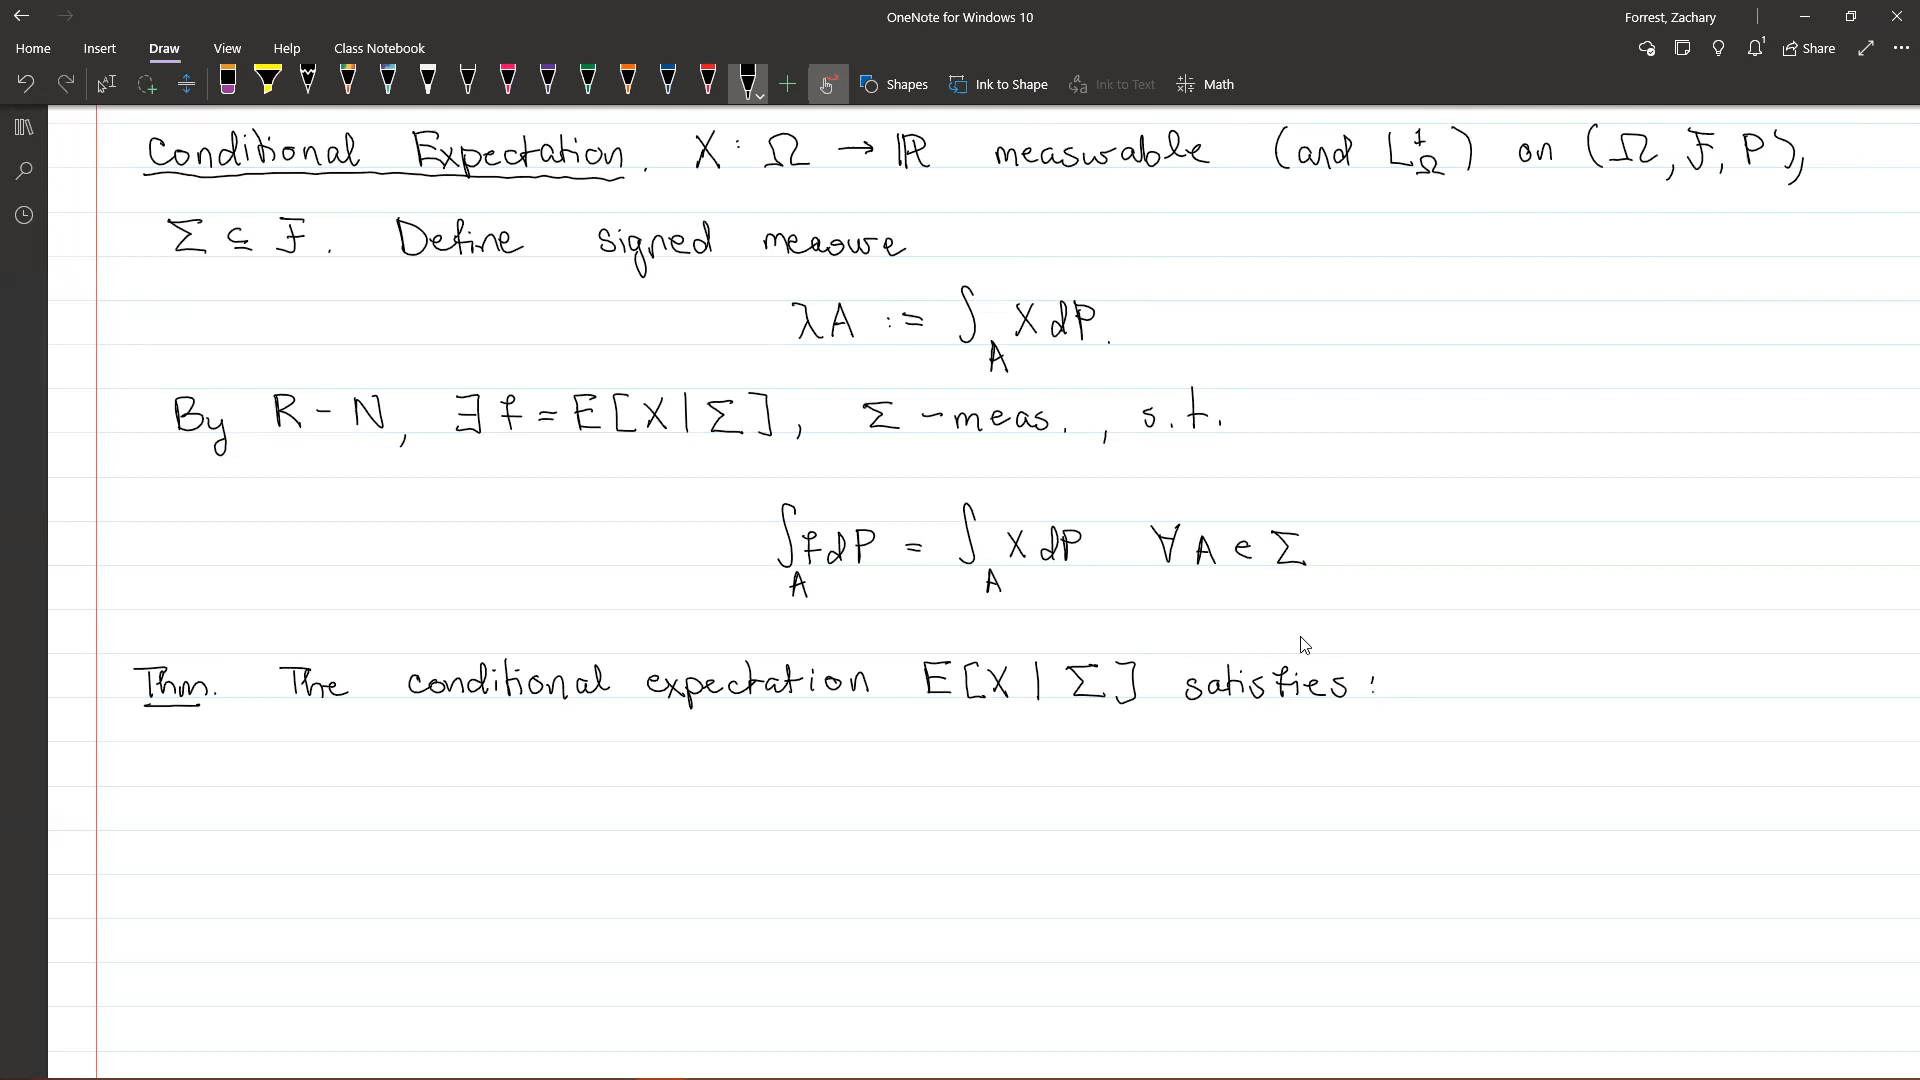 OneNote for Windows 10
Forrest, Zachary
Home Insert Draw View Help Class Notebook
1 Share
Shapes Ink to Shape Ink to Text Math
Conditional Expectation. X : Ω → ℝ measurable (and L¹_Ω) on (Ω, F, P),
Σ ⊆ F. Define signed measure
λA := ∫_A X dP.
By R-N, ∃ f = E[X | Σ], Σ-meas., s.t.
∫_A f dP = ∫_A X dP ∀ A ∈ Σ
Thm. The conditional expectation E[X | Σ] satisfies: